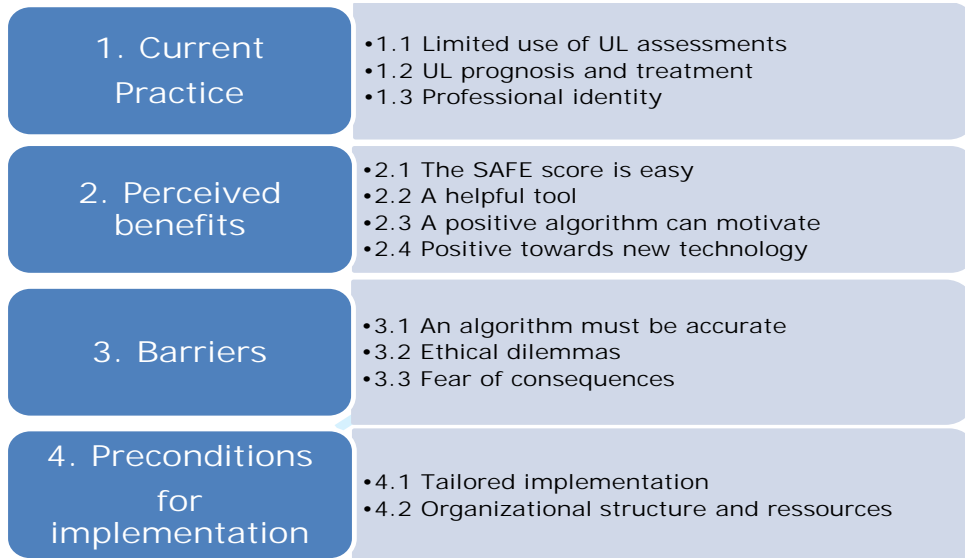 1. Current
Practice
•1.1 Limited use of UL assessments
•1.2 UL prognosis and treatment
•1.3 Professional identity
2. Perceived
benefits
•2.1 The SAFE score is easy
•2.2 A helpful tool
•2.3 A positive algorithm can motivate
•2.4 Positive towards new technology
3. Barriers
•3.1 An algorithm must be accurate
•3.2 Ethical dilemmas
•3.3 Fear of consequences
4. Preconditions
for
implementation
•4.1 Tailored implementation
•4.2 Organizational structure and ressources